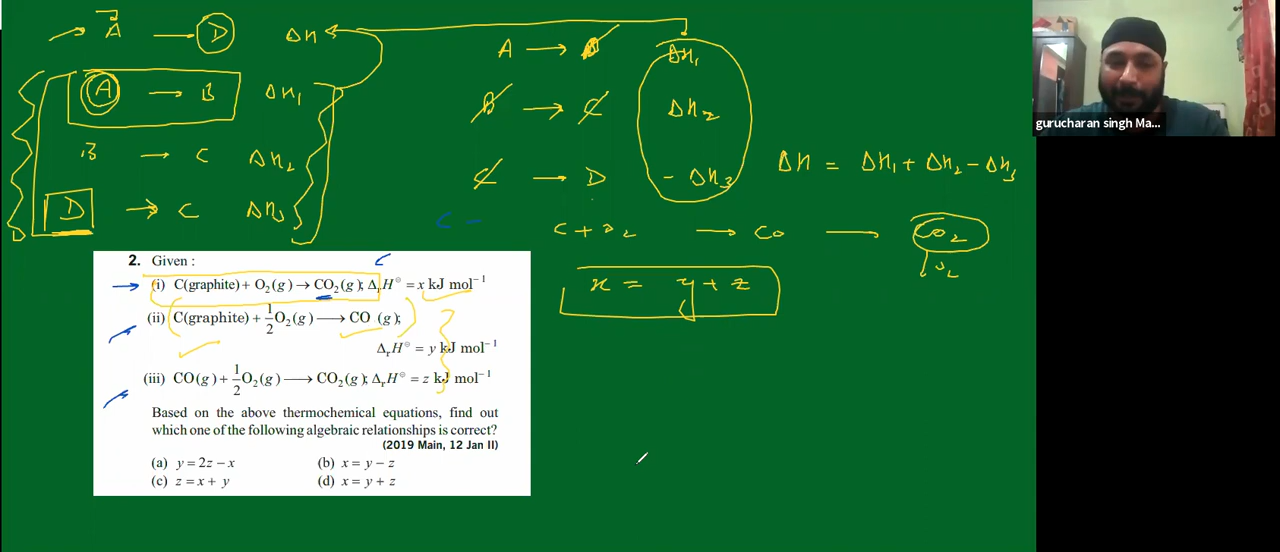 A → D ΔH
A → B ΔH₁
B → C ΔH₂
D → C ΔH₃
A → B ΔH₁
B → C ΔH₂
C → D - ΔH₃
ΔH = ΔH₁ + ΔH₂ - ΔH₃
C -
C + O₂ → CO → CO₂
O₂
x = y + z
C
2. Given :
(i) C(graphite) + O₂(g) → CO₂(g); ΔᵣH° = x kJ mol⁻¹
(ii) C(graphite) + 1/2 O₂(g) ⟶ CO (g);
ΔᵣH° = y kJ mol⁻¹
(iii) CO(g) + 1/2 O₂(g) ⟶ CO₂(g); ΔᵣH° = z kJ mol⁻¹
Based on the above thermochemical equations, find out
which one of the following algebraic relationships is correct?
(2019 Main, 12 Jan II)
(a) y = 2z − x (b) x = y − z
(c) z = x + y (d) x = y + z
gurucharan singh Ma...